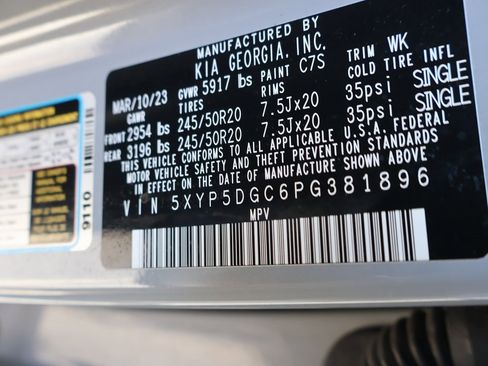 MANUFACTURED BY
KIA GEORGIA, INC.
MAR/10/23 GVWR 5917 lbs PAINT C7S TRIM WK
GAWR TIRES RIMS COLD TIRE INFL
FRONT 2954 lbs 245/50R20 7.5Jx20 35psi SINGLE
REAR 3196 lbs 245/50R20 7.5Jx20 35psi SINGLE
THIS VEHICLE CONFORMS TO ALL APPLICABLE U.S.A. FEDERAL
MOTOR VEHICLE SAFETY AND THEFT PREVENTION STANDARDS
IN EFFECT ON THE DATE OF MANUFACTURE SHOWN ABOVE
VIN 5XYP5DGC6PG381896
MPV
9110